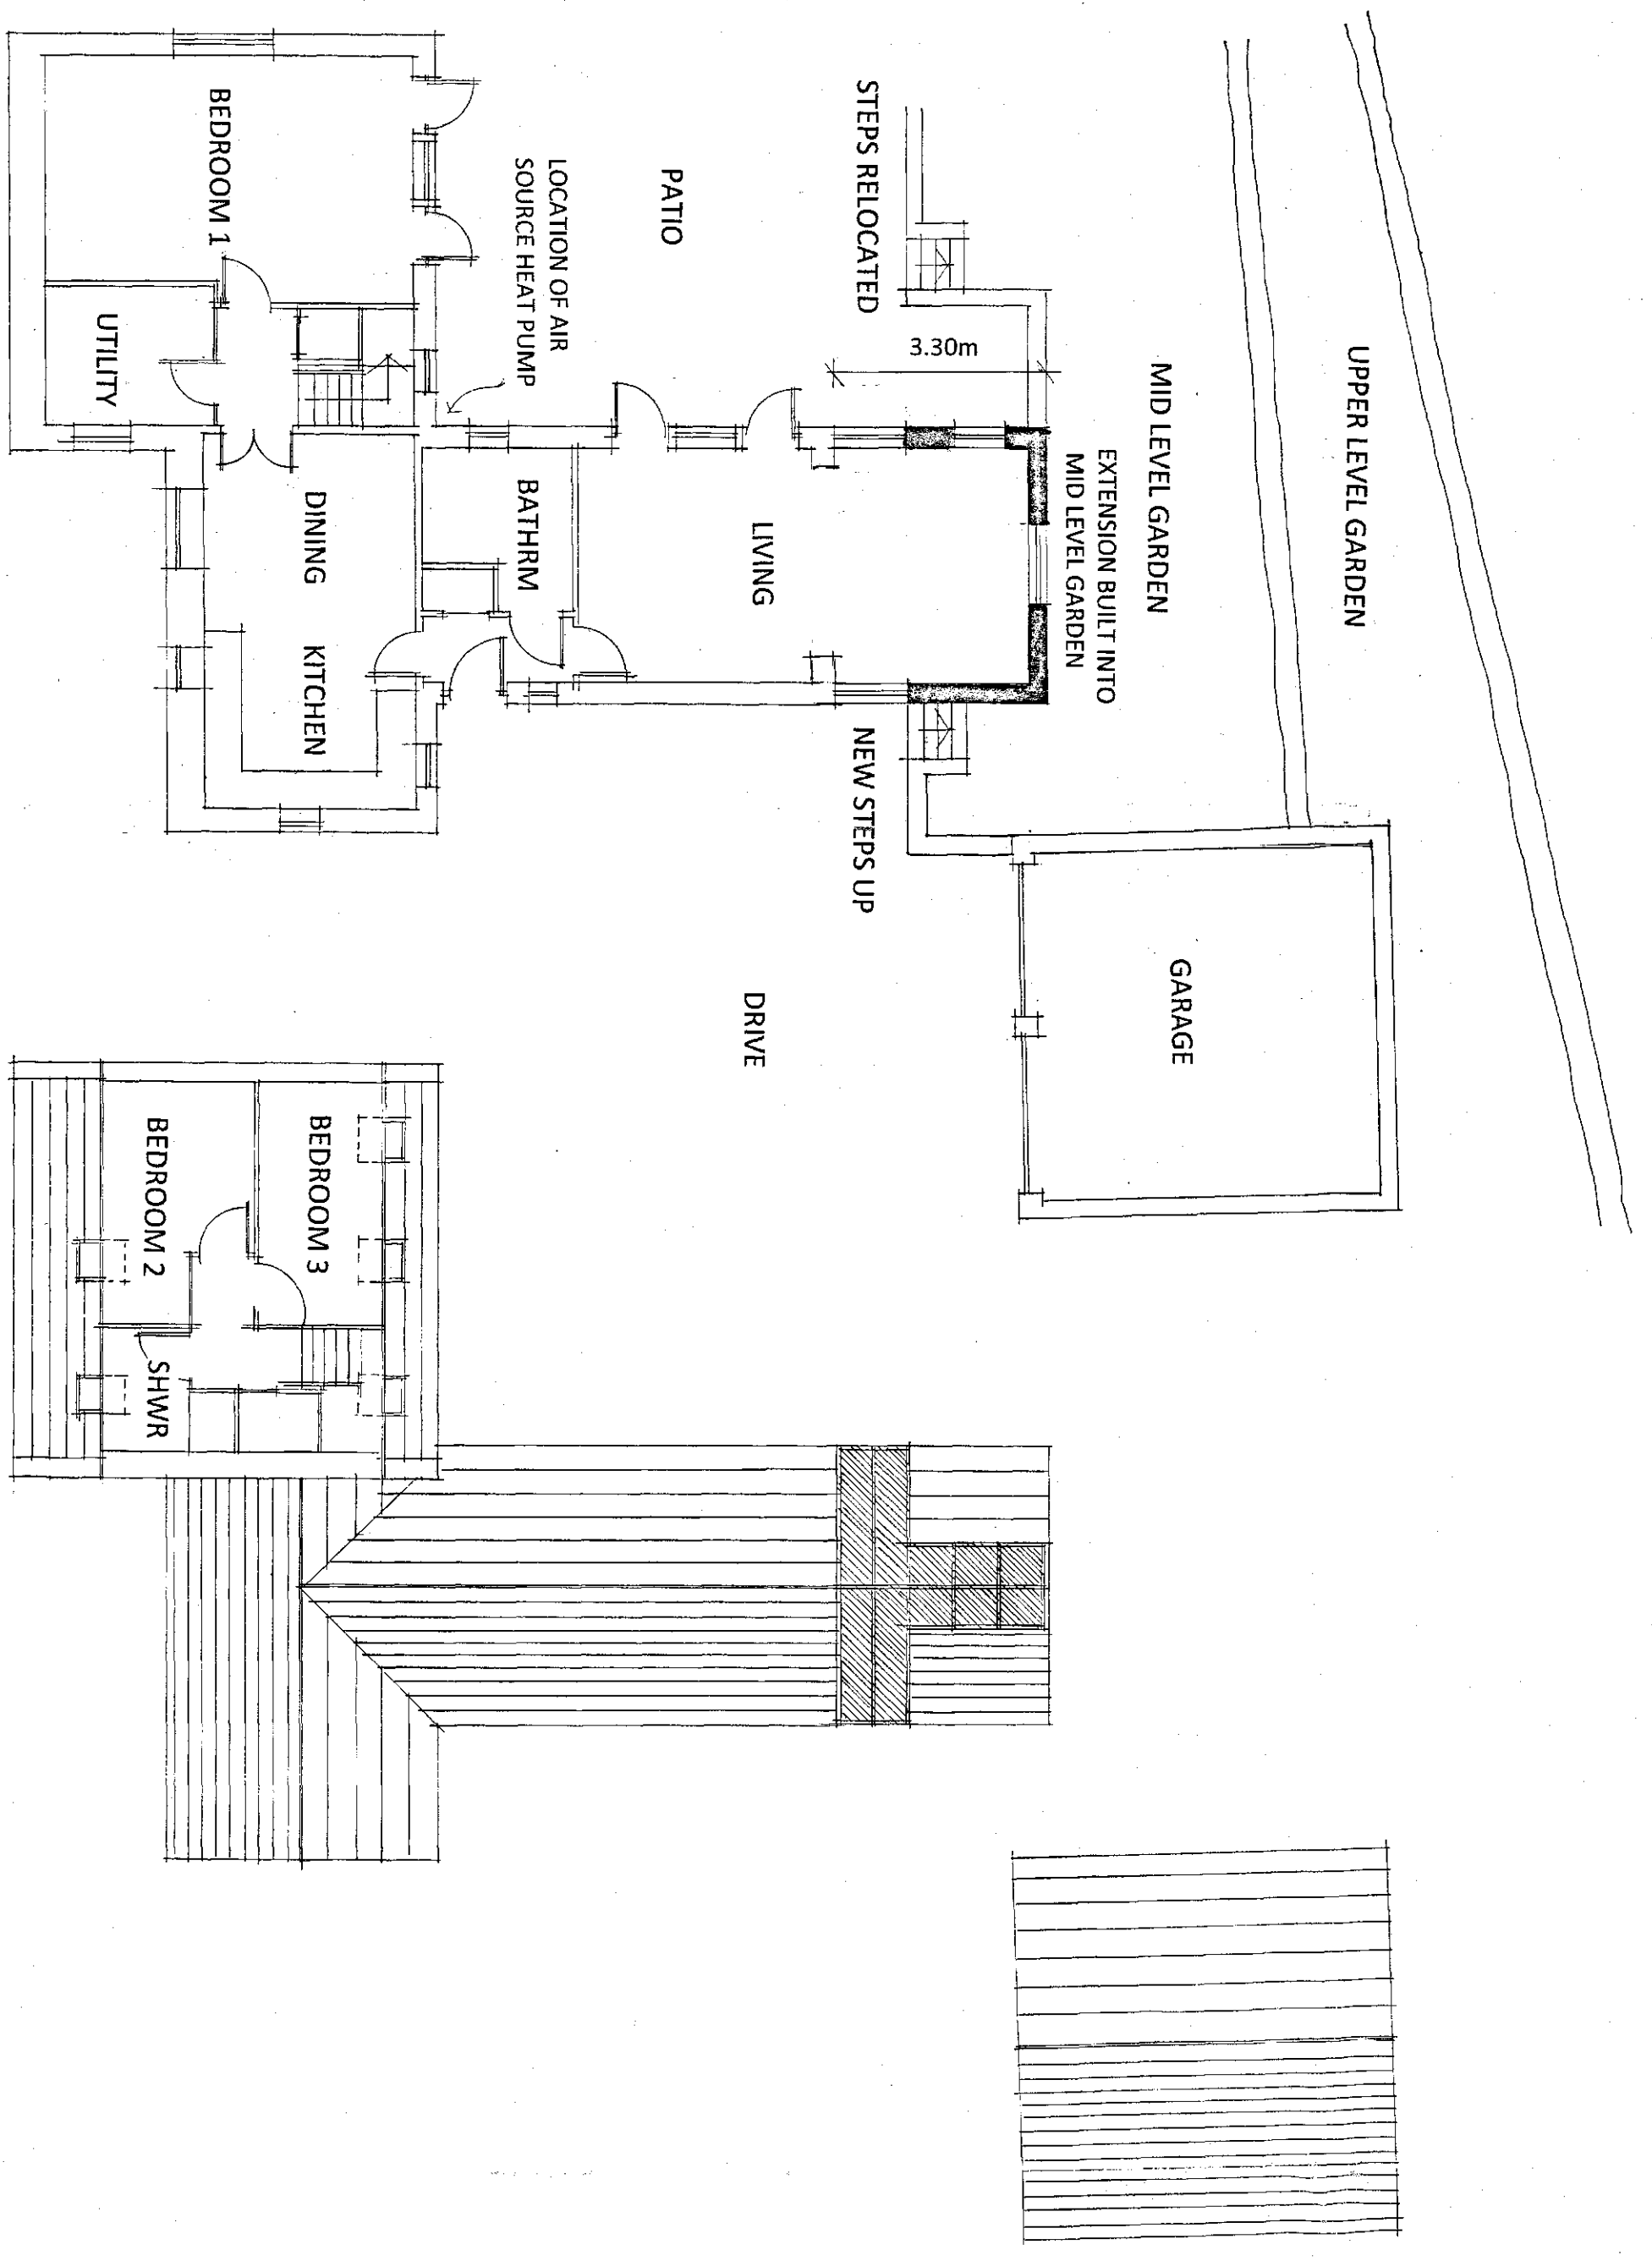 UPPER LEVEL GARDEN
MID LEVEL GARDEN
EXTENSION BUILT INTO
MID LEVEL GARDEN
3.30m
STEPS RELOCATED
NEW STEPS UP
GARAGE
PATIO
LIVING
DRIVE
LOCATION OF AIR
SOURCE HEAT PUMP
BATHRM
BEDROOM 1
DINING
KITCHEN
UTILITY
BEDROOM 3
BEDROOM 2
SHWR